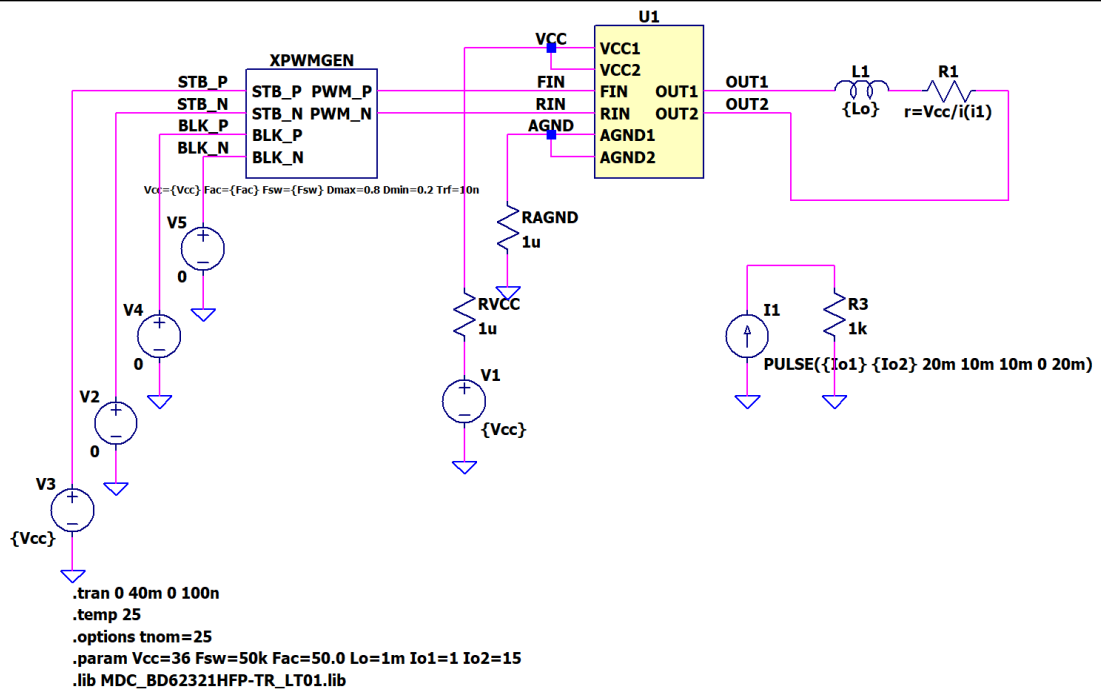 U1
VCC
VCC1
VCC2
XPWMGEN
STB_P
STB_P PWM_P
FIN
FIN OUT1
OUT1
L1
R1
STB_N
STB_N PWM_N
RIN
RIN OUT2
OUT2
{Lo}
r=Vcc/i(i1)
BLK_P
BLK_P
AGND
AGND1
BLK_N
BLK_N
AGND2
Vcc={Vcc} Fac={Fac} Fsw={Fsw} Dmax=0.8 Dmin=0.2 Trf=10n
V5
0
RAGND
1u
V4
0
RVCC
1u
I1
R3
1k
PULSE({Io1} {Io2} 20m 10m 10m 0 20m)
V2
0
V1
{Vcc}
V3
{Vcc}
.tran 0 40m 0 100n
.temp 25
.options tnom=25
.param Vcc=36 Fsw=50k Fac=50.0 Lo=1m Io1=1 Io2=15
.lib MDC_BD62321HFP-TR_LT01.lib